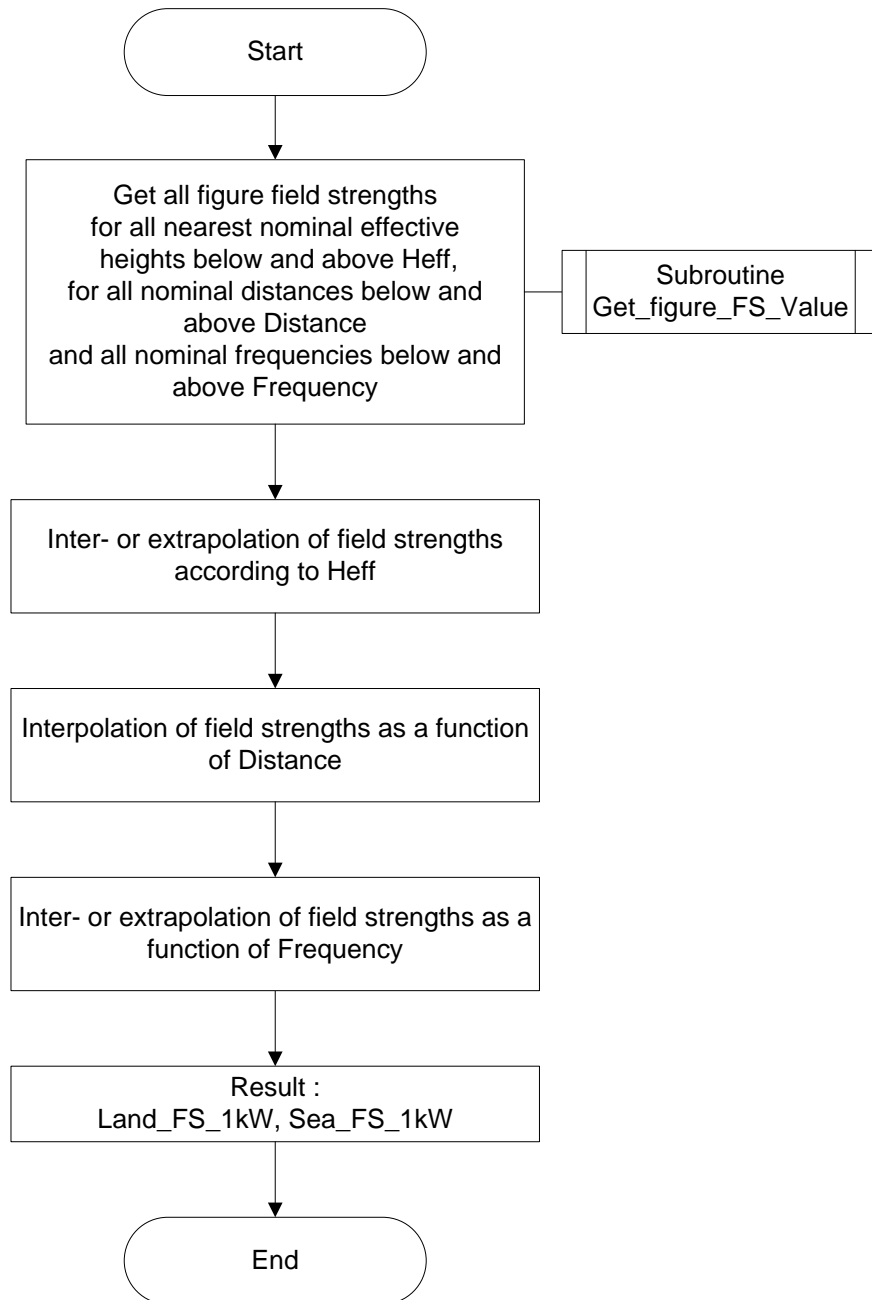 Start
Get all figure field strengths
for all nearest nominal effective
heights below and above Heff,
for all nominal distances below and
above Distance
and all nominal frequencies below and
above Frequency
Subroutine
Get_figure_FS_Value
Inter- or extrapolation of field strengths
according to Heff
Interpolation of field strengths as a function
of Distance
Inter- or extrapolation of field strengths as a
function of Frequency
Result :
Land_FS_1kW, Sea_FS_1kW
End